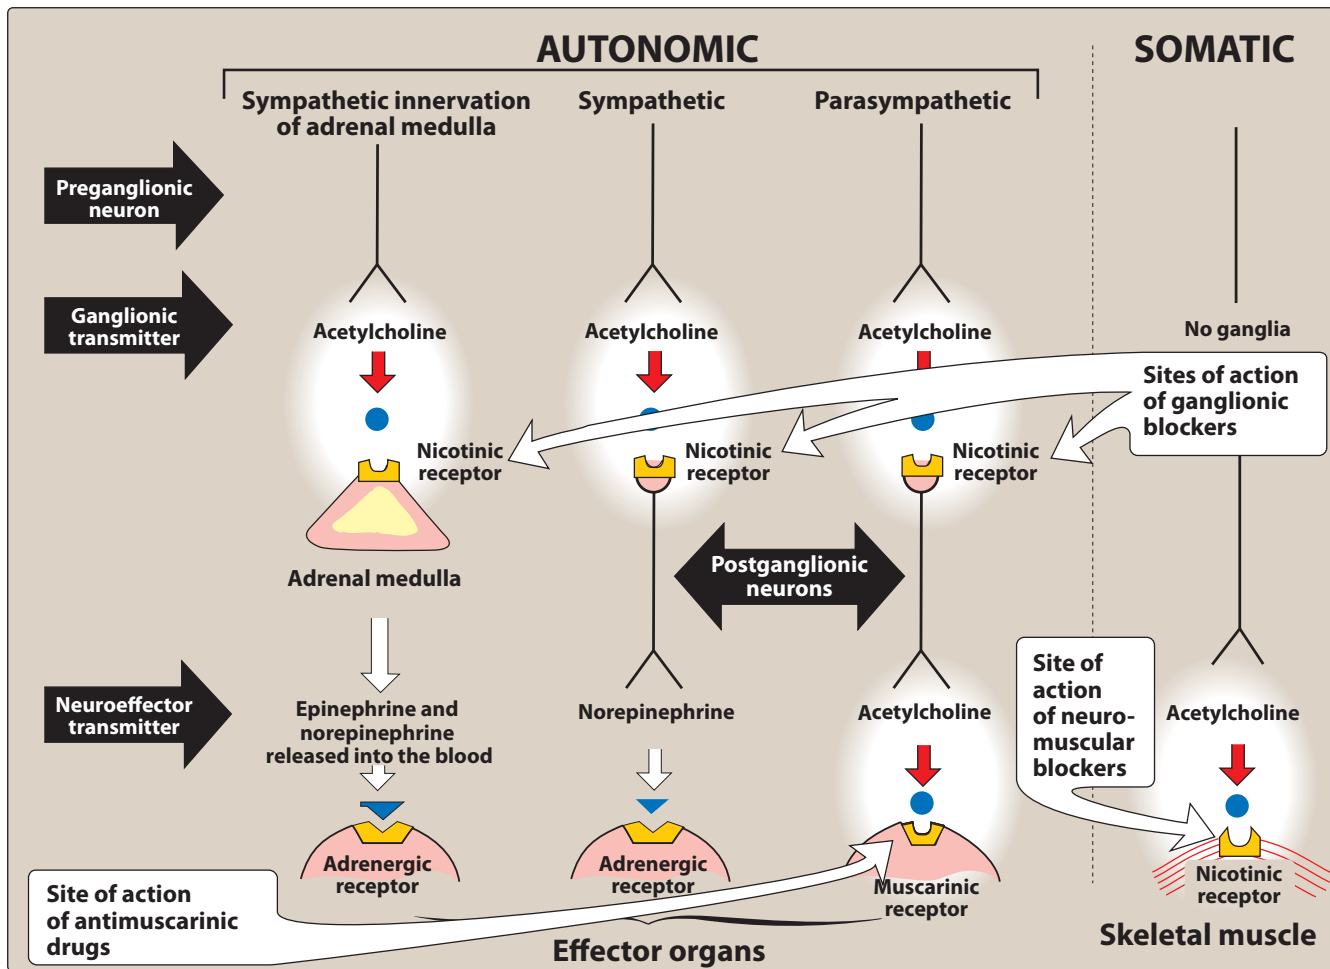 AUTONOMIC
SOMATIC
Sympathetic innervation
of adrenal medulla
Sympathetic
Parasympathetic
Preganglionic
neuron
Ganglionic
transmitter
Acetylcholine
Acetylcholine
Acetylcholine
No ganglia
Sites of action
of ganglionic
blockers
Nicotinic
receptor
Nicotinic
receptor
Nicotinic
receptor
Adrenal medulla
Postganglionic
neurons
Neuroeffector
transmitter
Epinephrine and
norepinephrine
released into the blood
Norepinephrine
Acetylcholine
Site of
action
of neuro-
muscular
blockers
Acetylcholine
Adrenergic
receptor
Adrenergic
receptor
Muscarinic
receptor
Nicotinic
receptor
Site of action
of antimuscarinic
drugs
Effector organs
Skeletal muscle